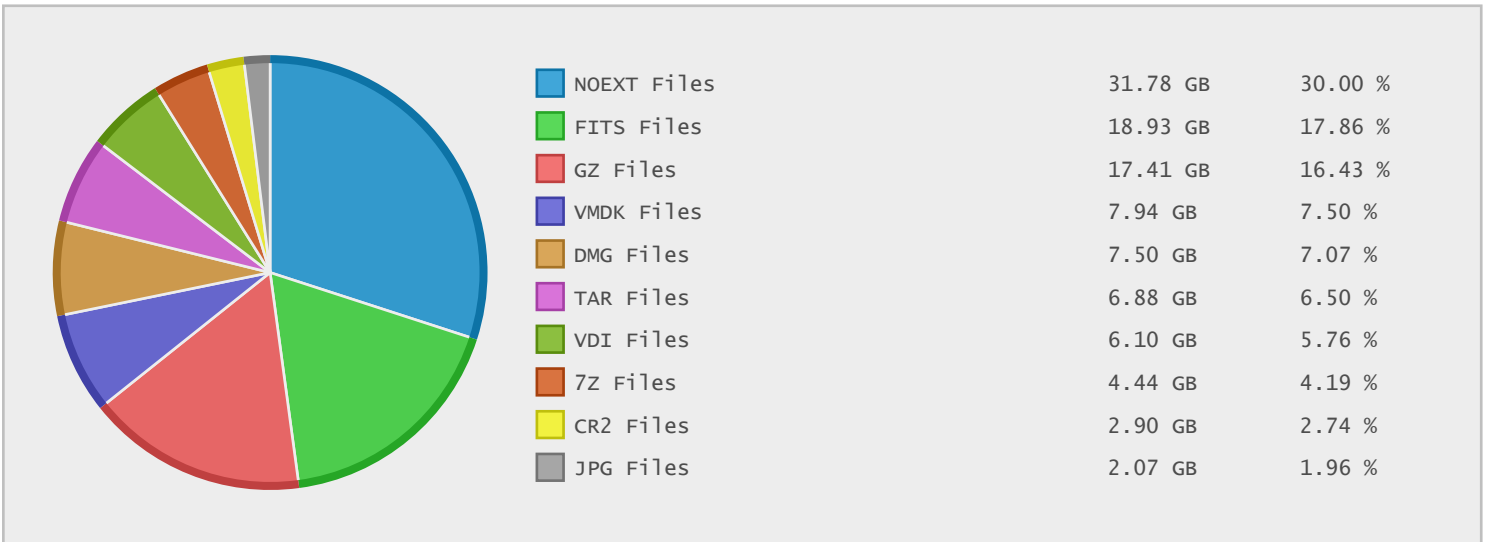 NOEXT Files 31.78 GB 30.00 %
FITS Files 18.93 GB 17.86 %
GZ Files 17.41 GB 16.43 %
VMDK Files 7.94 GB 7.50 %
DMG Files 7.50 GB 7.07 %
TAR Files 6.88 GB 6.50 %
VDI Files 6.10 GB 5.76 %
7Z Files 4.44 GB 4.19 %
CR2 Files 2.90 GB 2.74 %
JPG Files 2.07 GB 1.96 %